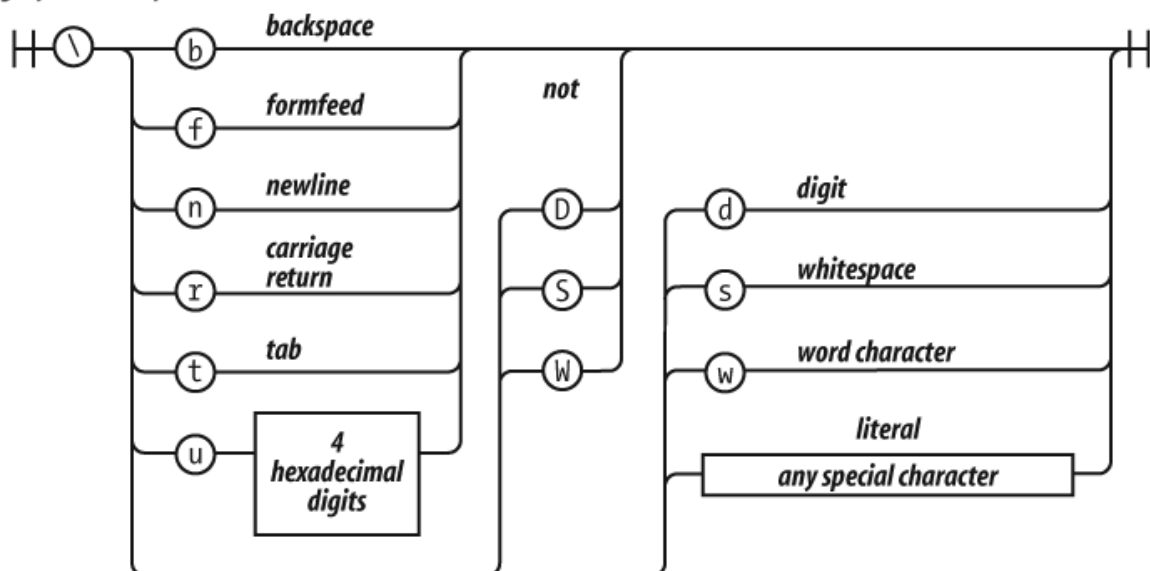 \
b backspace
not
f formfeed
n newline
D
d digit
r carriage
return
S
s whitespace
t tab
W
w word character
u 4
hexadecimal
digits
literal
any special character